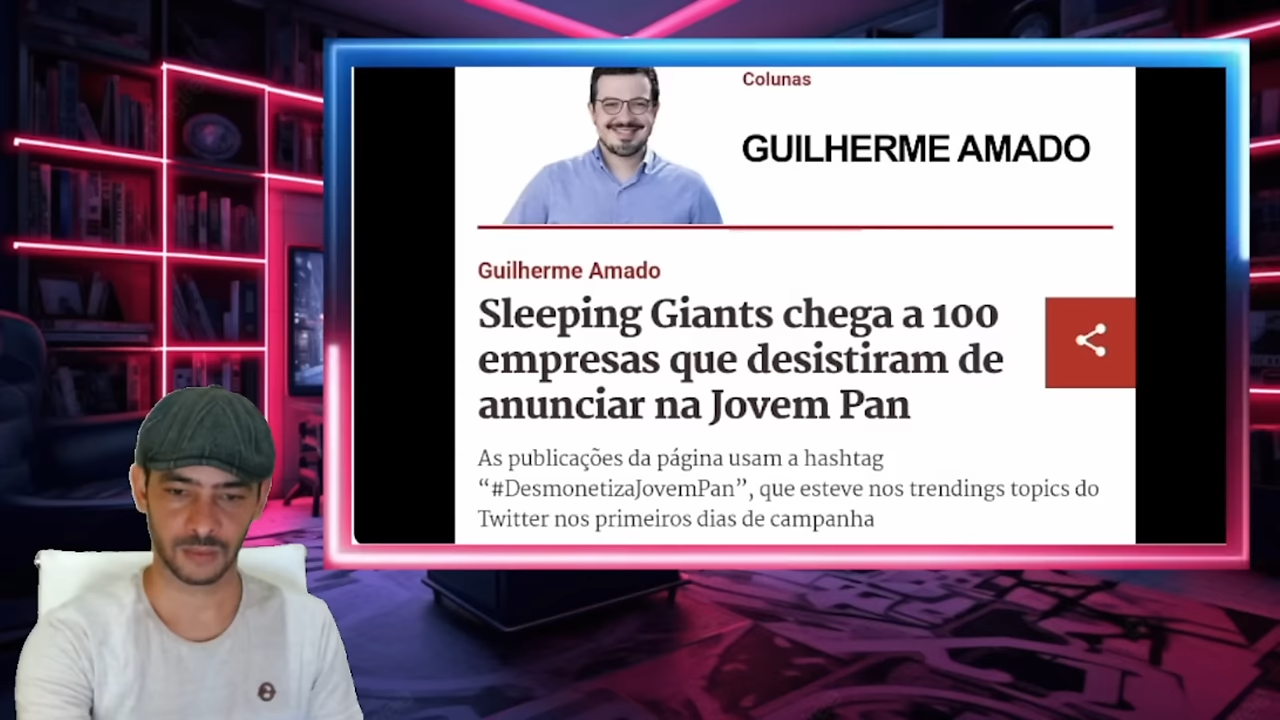 Colunas
GUILHERME AMADO
Guilherme Amado
Sleeping Giants chega a 100
empresas que desistiram de
anunciar na Jovem Pan
As publicações da página usam a hashtag
“#DesmonetizaJovemPan”, que esteve nos trendings topics do
Twitter nos primeiros dias de campanha